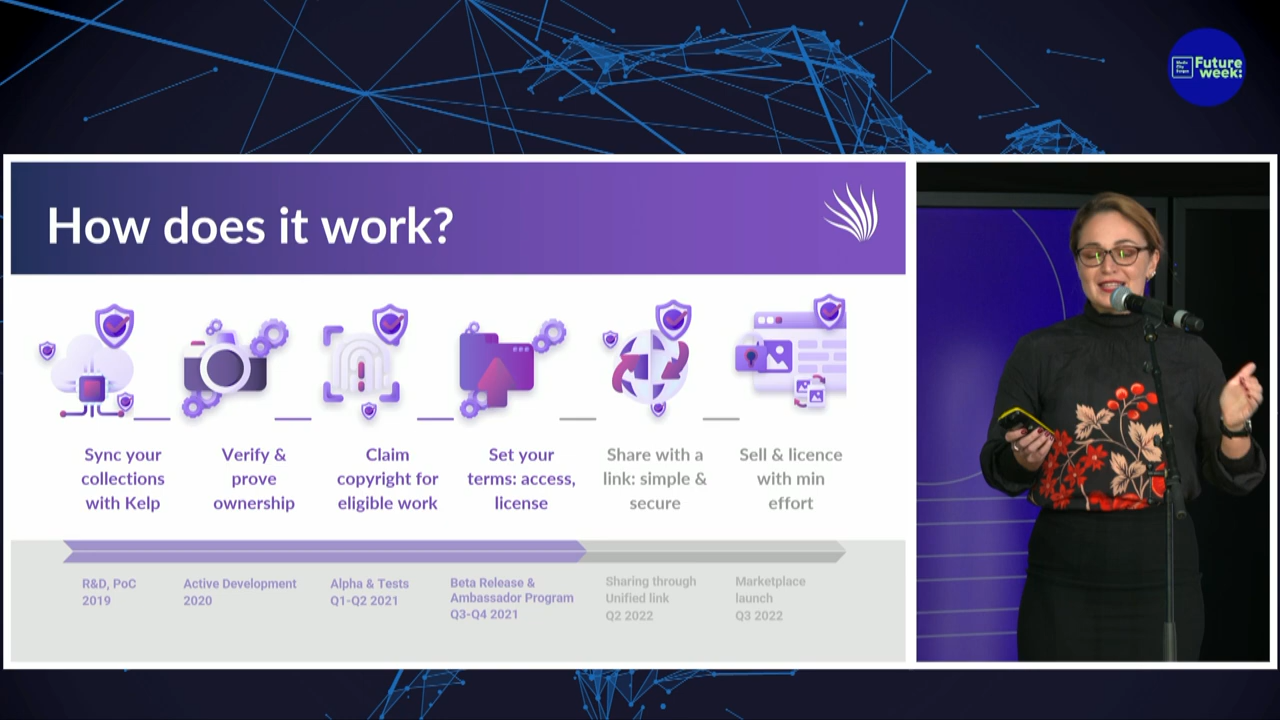 Media
City
Bergen
Future
week:
How does it work?
Sync your
collections
with Kelp
Verify &
prove
ownership
Claim
copyright for
eligible work
Set your
terms: access,
license
Share with a
link: simple &
secure
Sell & licence
with min
effort
R&D, PoC
2019
Active Development
2020
Alpha & Tests
Q1-Q2 2021
Beta Release &
Ambassador Program
Q3-Q4 2021
Sharing through
Unified link
Q2 2022
Marketplace
launch
Q3 2022